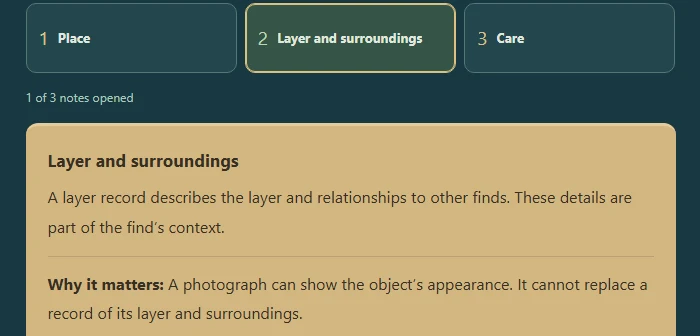 1 Place
2 Layer and surroundings
3 Care
1 of 3 notes opened
Layer and surroundings
A layer record describes the layer and relationships to other finds. These details are
part of the find’s context.
Why it matters: A photograph can show the object’s appearance. It cannot replace a
record of its layer and surroundings.